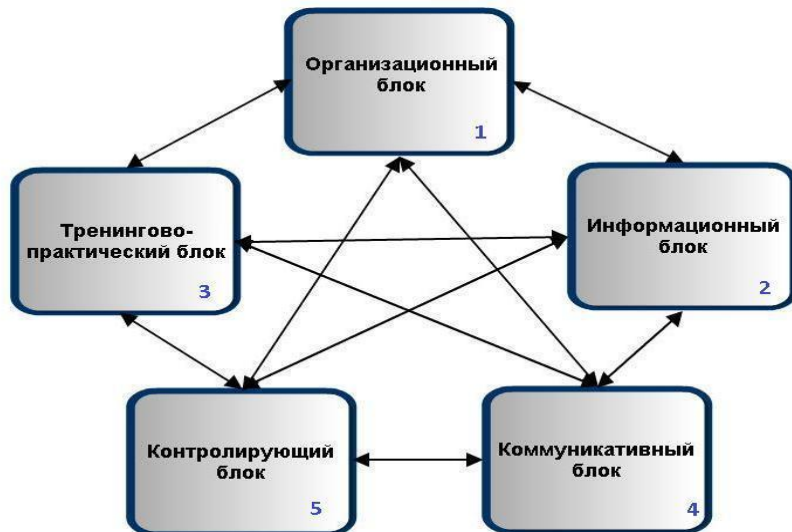 Организационный
блок
1
Тренингово-
практический блок
3
Информационный
блок
2
Контролирующий
блок
5
Коммуникативный
блок
4